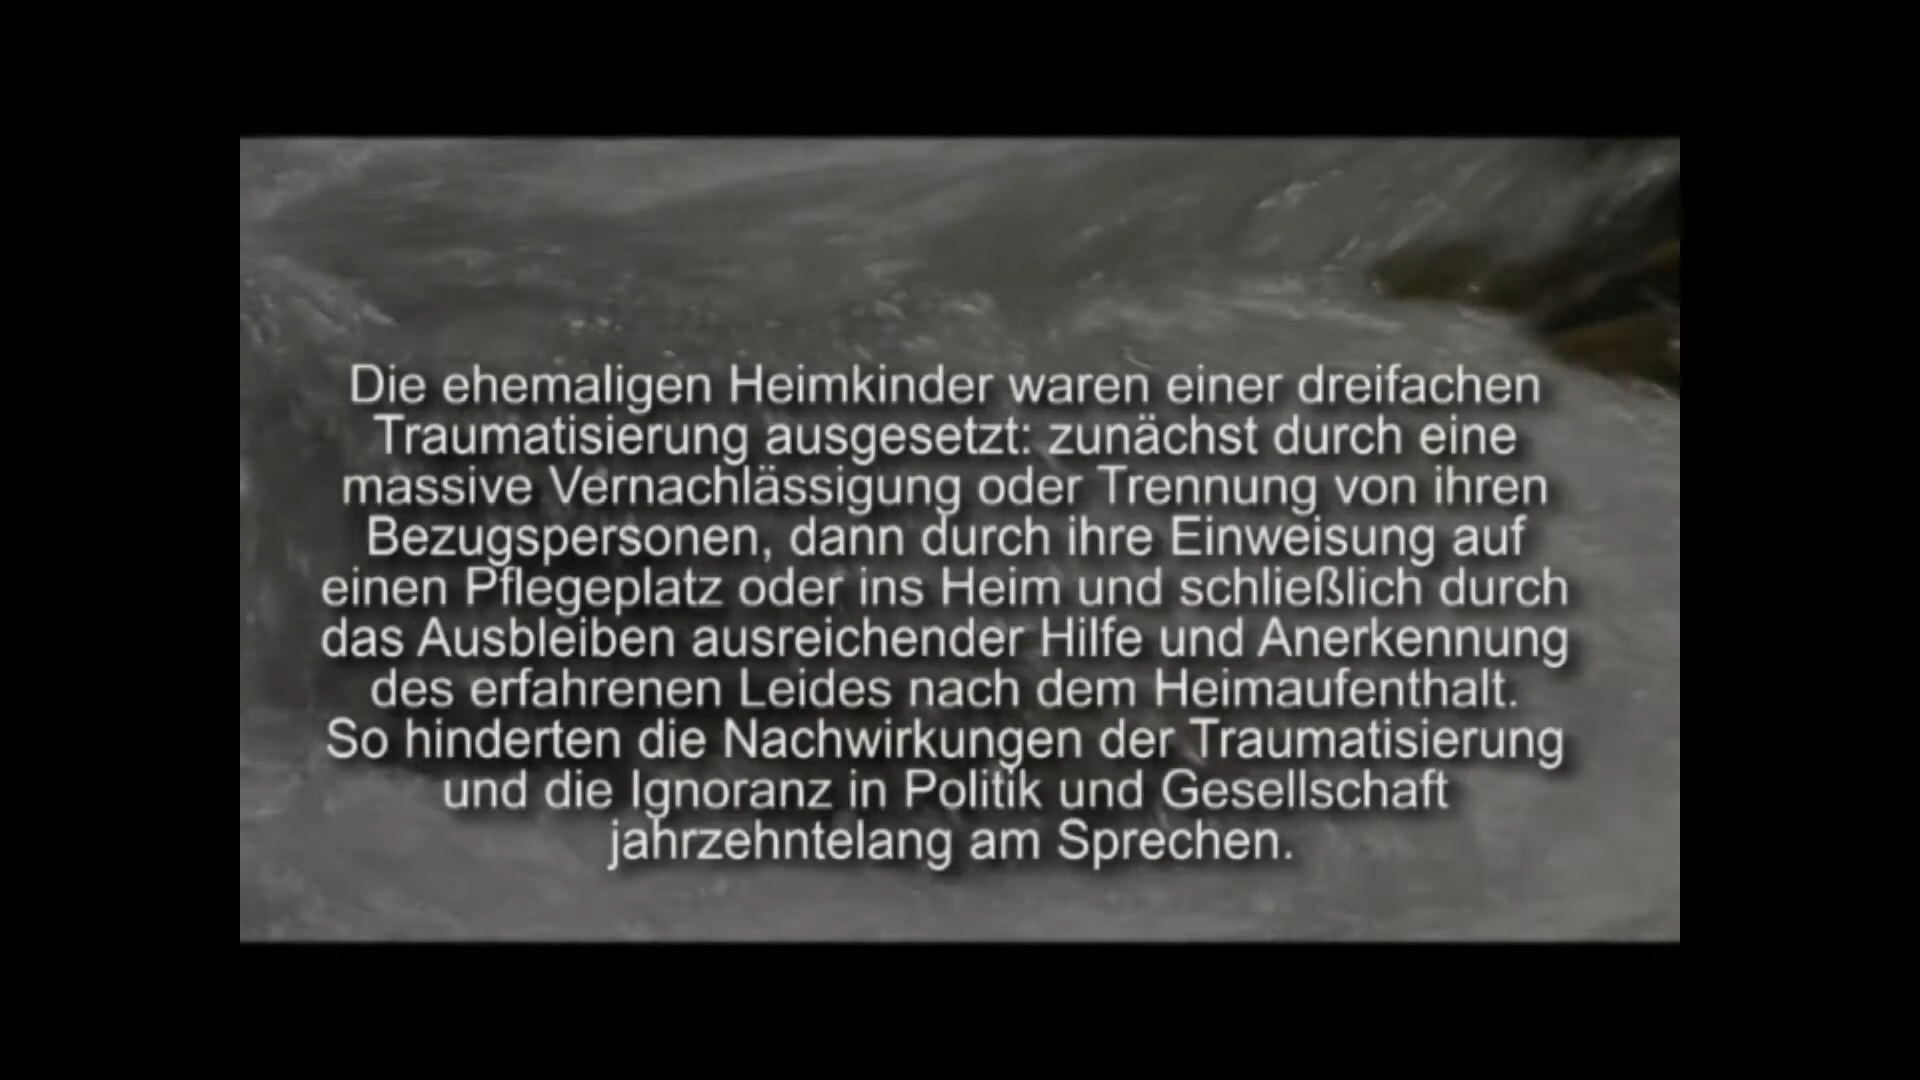 Die ehemaligen Heimkinder waren einer dreifachen
Traumatisierung ausgesetzt: zunächst durch eine
massive Vernachlässigung oder Trennung von ihren
Bezugspersonen, dann durch ihre Einweisung auf
einen Pflegeplatz oder ins Heim und schließlich durch
das Ausbleiben ausreichender Hilfe und Anerkennung
des erfahrenen Leides nach dem Heimaufenthalt.
So hinderten die Nachwirkungen der Traumatisierung
und die Ignoranz in Politik und Gesellschaft
jahrzehntelang am Sprechen.